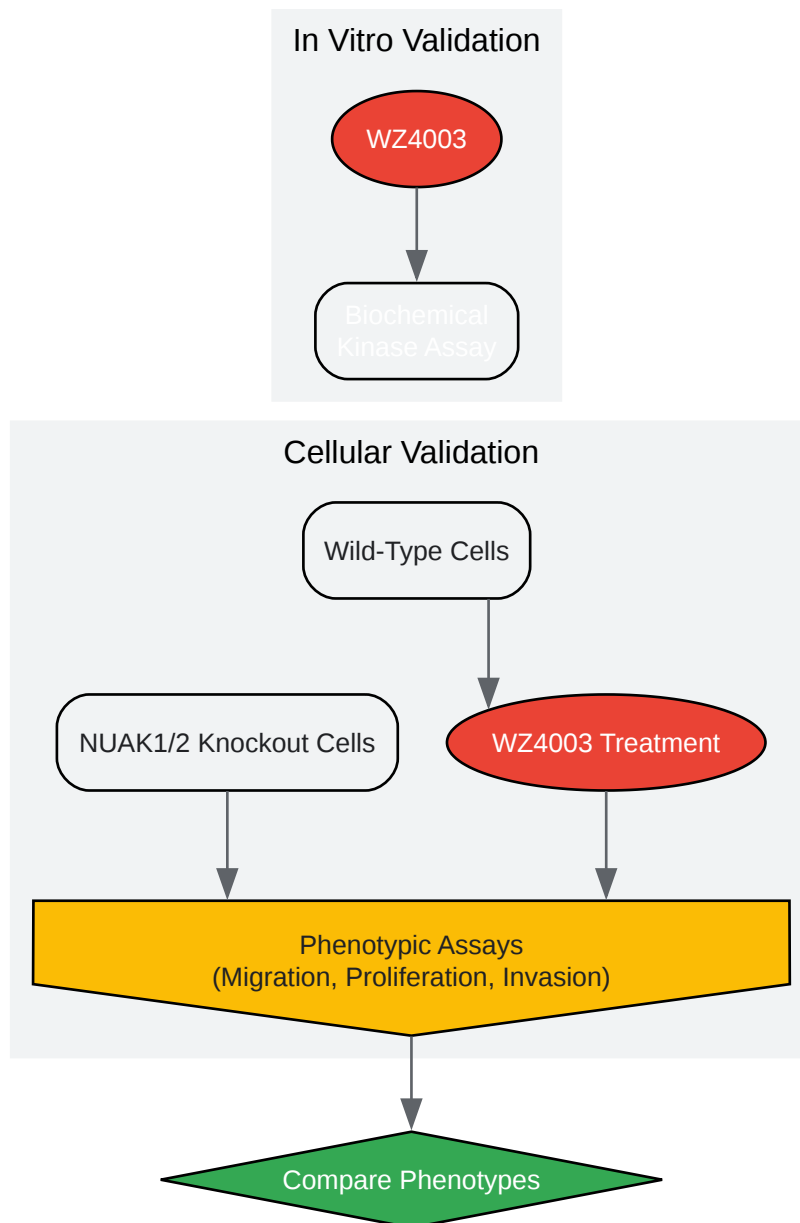 In Vitro Validation
WZ4003
Biochemical
Kinase Assay
Cellular Validation
Wild-Type Cells
NUAK1/2 Knockout Cells
WZ4003 Treatment
Phenotypic Assays
(Migration, Proliferation, Invasion)
Compare Phenotypes